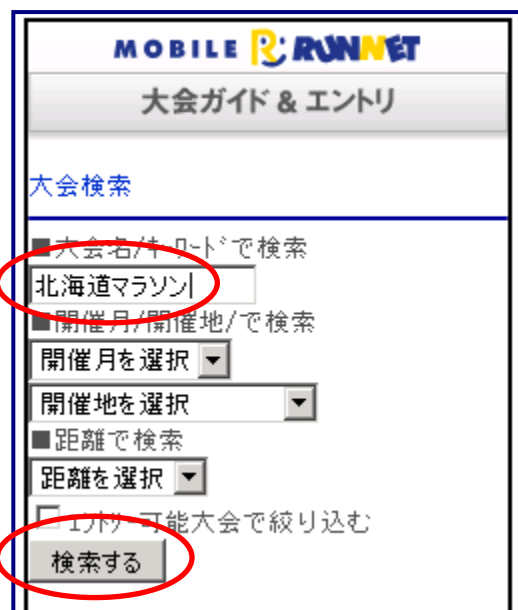 MOBILE R RUNNET
大会ガイド & エントリ
大会検索
■大会名/ｷｰﾜｰﾄﾞで検索
北海道マラソン
■開催月/開催地/で検索
開催月を選択
開催地を選択
■距離で検索
距離を選択
ｴﾝﾄﾘｰ可能大会で絞り込む
検索する